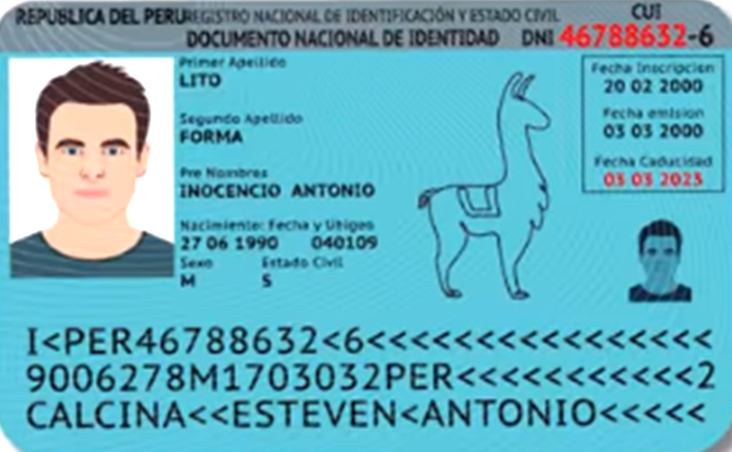 REPUBLICA DEL PERU REGISTRO NACIONAL DE IDENTIFICACIÓN Y ESTADO CIVIL
CUI
DOCUMENTO NACIONAL DE IDENTIDAD DNI 46788632-6
Primer Apellido
LITO
Segundo Apellido
FORMA
Pre Nombres
INOCENCIO ANTONIO
Nacimiento: Fecha y Ubigeo
27 06 1990 040109
Sexo Estado Civil
M S
Fecha Inscripcion
20 02 2000
Fecha emision
03 03 2000
Fecha Caducidad
03 03 2023
I<PER46788632<6<<<<<<<<<<<<<<<<
9006278M1703032PER<<<<<<<<<<<2
CALCINA<<ESTEVEN<ANTONIO<<<<<